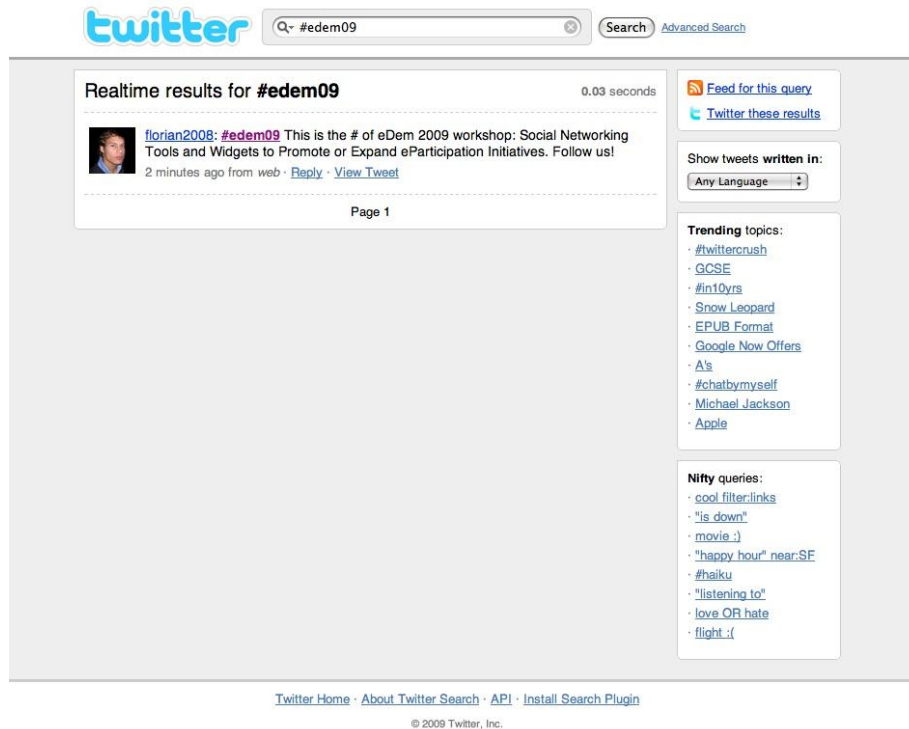 twitter
#edem09
Search
Advanced Search
Realtime results for #edem09
0.03 seconds
florian2008: #edem09 This is the # of eDem 2009 workshop: Social Networking
Tools and Widgets to Promote or Expand eParticipation Initiatives. Follow us!
2 minutes ago from web · Reply · View Tweet
Page 1
Feed for this query
Twitter these results
Show tweets written in:
Any Language
Trending topics:
· #twittercrush
· GCSE
· #in10yrs
· Snow Leopard
· EPUB Format
· Google Now Offers
· A's
· #chatbymyself
· Michael Jackson
· Apple
Nifty queries:
· cool filter:links
· "is down"
· movie :)
· "happy hour" near:SF
· #haiku
· "listening to"
· love OR hate
· flight :(
Twitter Home · About Twitter Search · API · Install Search Plugin
© 2009 Twitter, Inc.